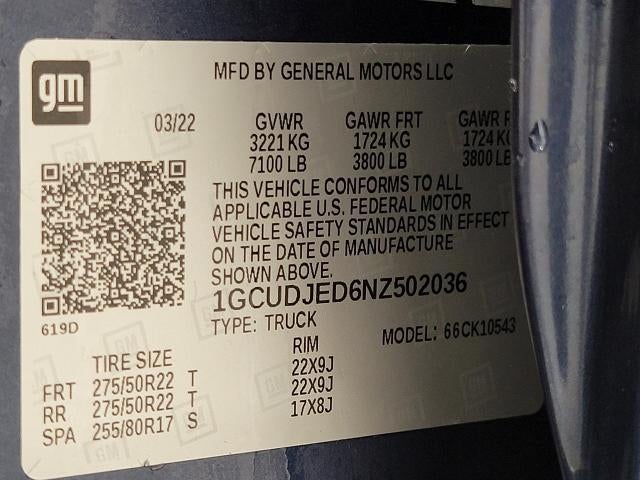 gm
MFD BY GENERAL MOTORS LLC
03/22 GVWR GAWR FRT GAWR
3221 KG 1724 KG 1724
7100 LB 3800 LB 3800 LB
THIS VEHICLE CONFORMS TO ALL
APPLICABLE U.S. FEDERAL MOTOR
VEHICLE SAFETY STANDARDS IN EFFECT
ON THE DATE OF MANUFACTURE
SHOWN ABOVE.
1GCUDJED6NZ502036
619D
TYPE: TRUCK MODEL: 66CK10543
TIRE SIZE RIM
FRT 275/50R22 T 22X9J
RR 275/50R22 T 22X9J
SPA 255/80R17 S 17X8J